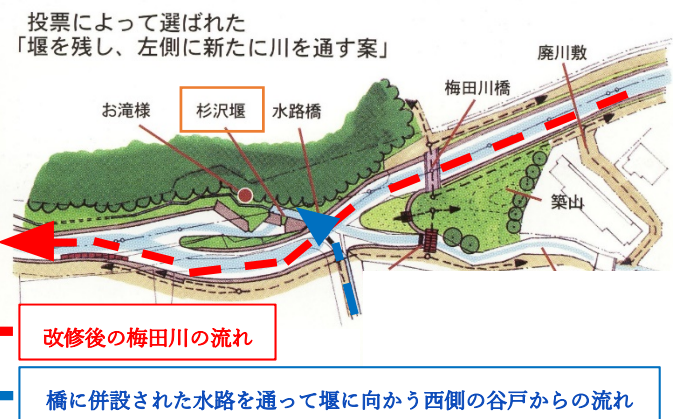 投票によって選ばれた
「堰を残し、左側に新たに川を通す案」
廃川敷
梅田川橋
お滝様
杉沢堰
水路橋
築山
改修後の梅田川の流れ
橋に併設された水路を通って堰に向かう西側の谷戸からの流れ